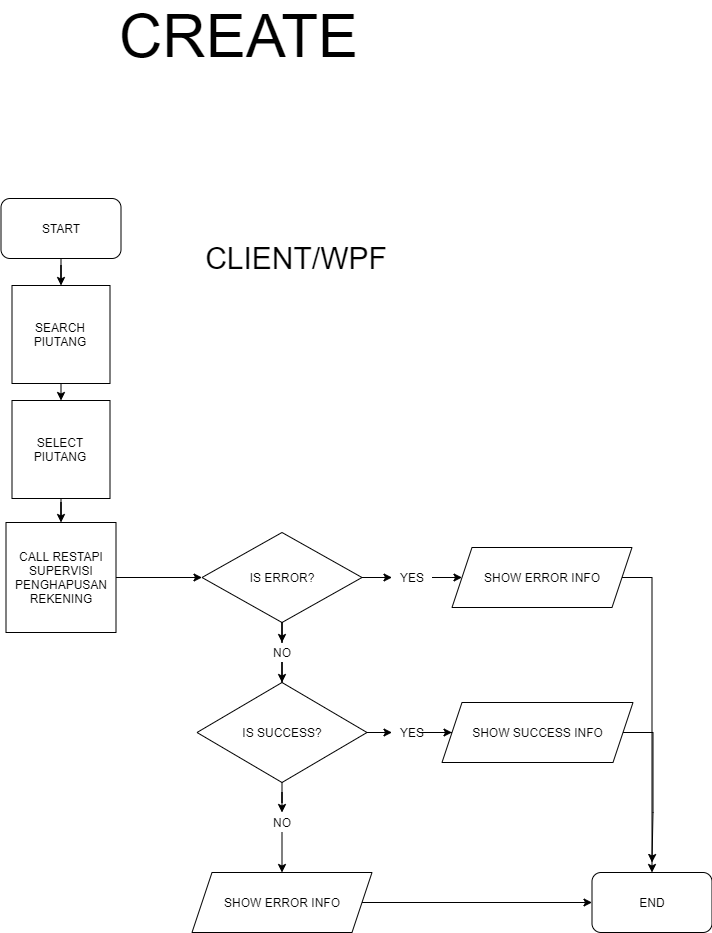 CREATE
START
CLIENT/WPF
SEARCH
PIUTANG
SELECT
PIUTANG
CALL RESTAPI
SUPERVISI
PENGHAPUSAN
REKENING
IS ERROR?
YES
SHOW ERROR INFO
NO
IS SUCCESS?
YES
SHOW SUCCESS INFO
NO
SHOW ERROR INFO
END